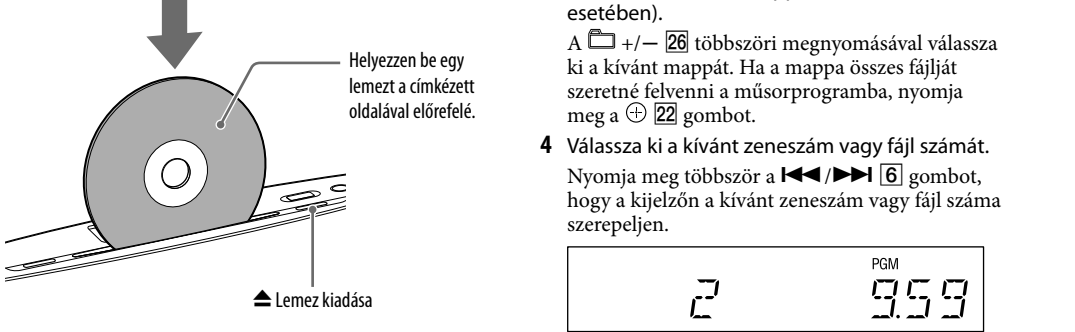 Helyezzen be egy
lemezt a címkézett
oldalával előrefelé.
⏏ Lemez kiadása
esetében).
A 🗀 +/− 26 többszöri megnyomásával válassza
ki a kívánt mappát. Ha a mappa összes fájlját
szeretné felvenni a műsorprogramba, nyomja
meg a ⊕ 22 gombot.
4 Válassza ki a kívánt zeneszám vagy fájl számát.
Nyomja meg többször a ⏮/⏭ 6 gombot,
hogy a kijelzőn a kívánt zeneszám vagy fájl száma
szerepeljen.
PGM
2 9.59